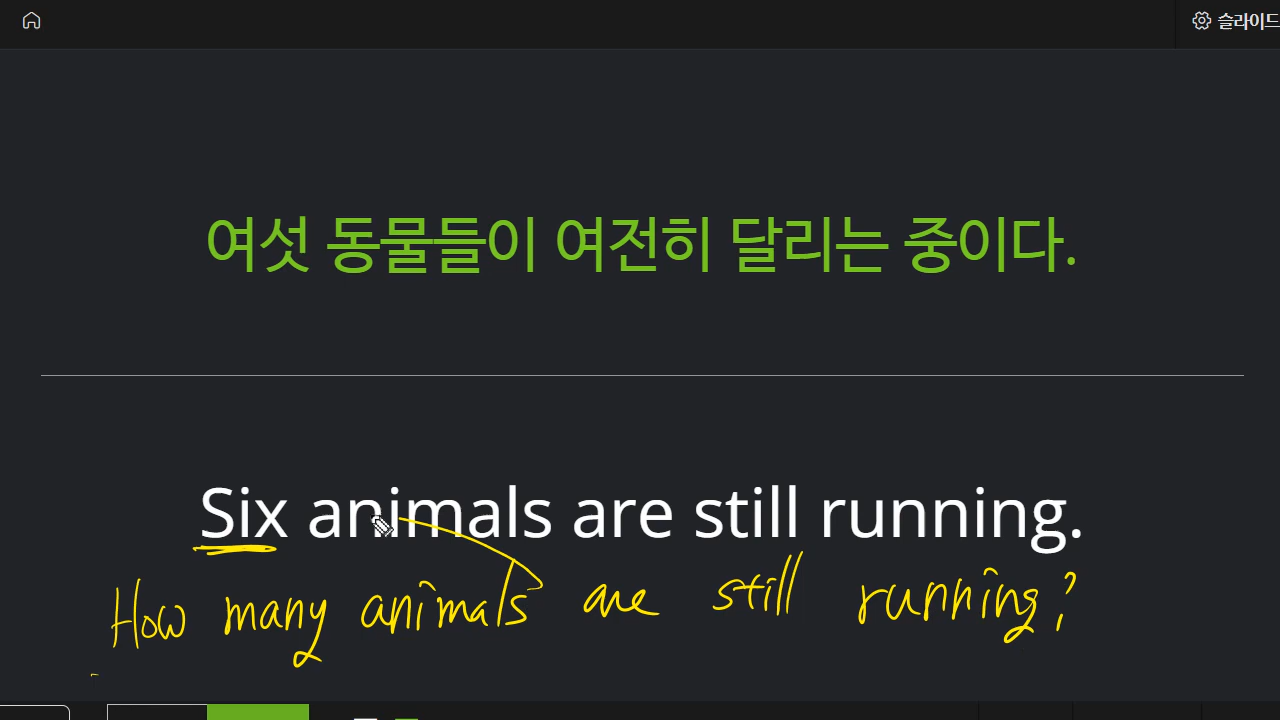 슬라이드
여섯 동물들이 여전히 달리는 중이다.
Six animals are still running.
How many animals are still running?